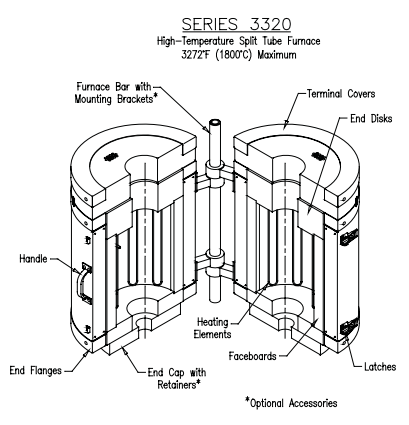 SERIES 3320
High-Temperature Split Tube Furnace
3272°F (1800°C) Maximum
Furnace Bar with
Mounting Brackets*
Terminal Covers
End Disks
Handle
Heating
Elements
Faceboards
Latches
End Flanges
End Cap with
Retainers*
*Optional Accessories